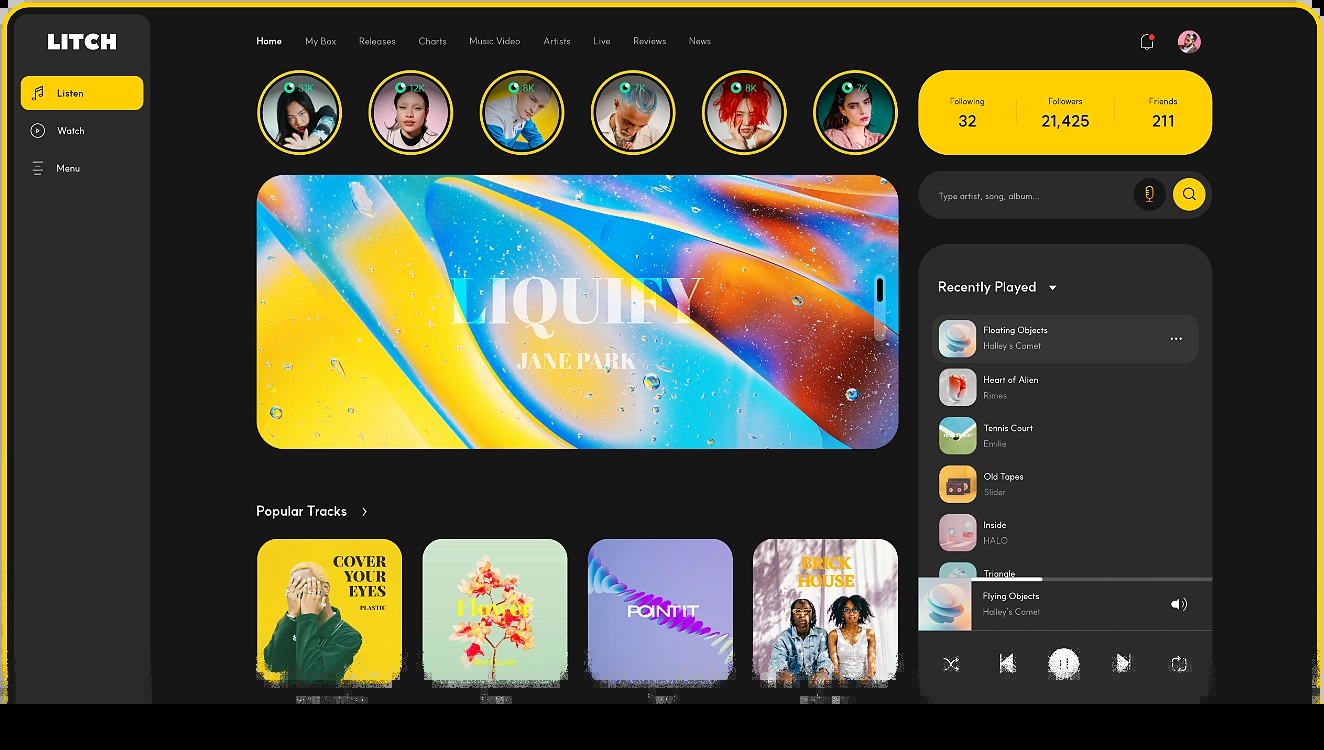 LITCH
Listen
Watch
Menu
Home My Box Releases Charts Music Video Artists Live Reviews News
31K 12K 8K 7K 8K 7K
Following Followers Friends
32 21,425 211
Type artist, song, album...
LIQUIFY
JANE PARK
Recently Played
Floating Objects
Halley's Comet
Heart of Alien
Rimes
Tennis Court
Emilie
Old Tapes
Slider
Inside
HALO
Triangle
Flying Objects
Halley's Comet
Popular Tracks
COVER
YOUR
EYES
PLASTIC
Flower
POINT IT
BRICK
HOUSE